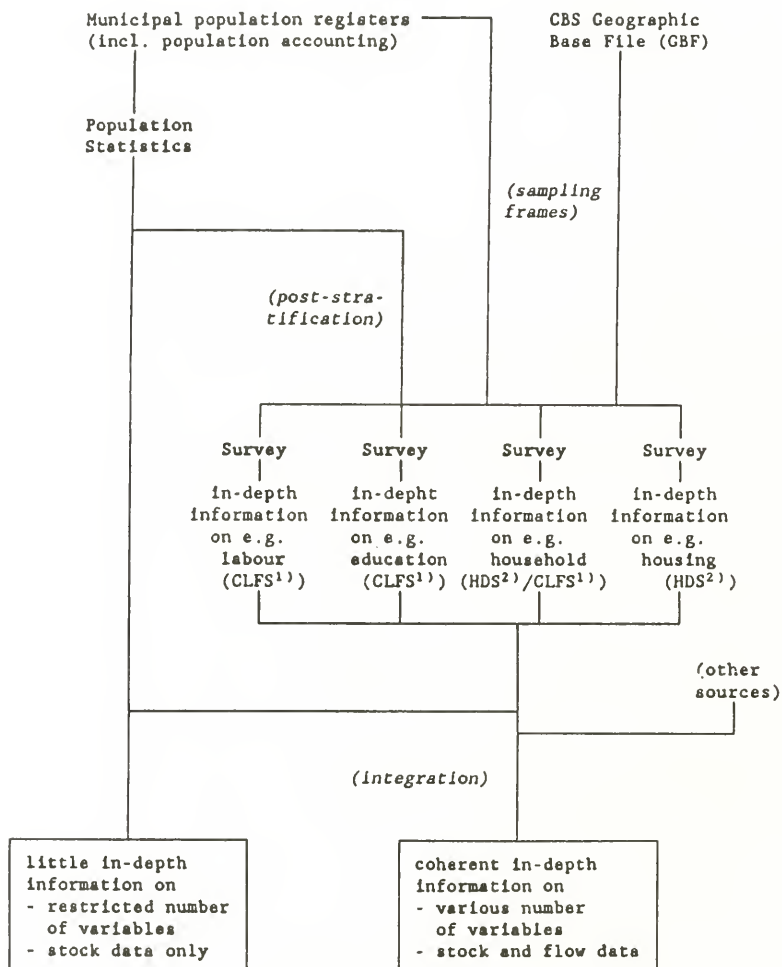 Municipal population registers
(incl. population accounting)
CBS Geographic
Base File (GBF)
Population
Statistics
(sampling
frames)
(post-stra-
tification)
Survey
in-depth
information
on e.g.
labour
(CLFS¹⁾)
Survey
in-depht
information
on e.g.
education
(CLFS¹⁾)
Survey
in-depth
information
on e.g.
household
(HDS²⁾/CLFS¹⁾)
Survey
in-depth
information
on e.g.
housing
(HDS²⁾)
(other
sources)
(integration)
little in-depth
information on
- restricted number
of variables
- stock data only
coherent in-depth
information on
- various number
of variables
- stock and flow data